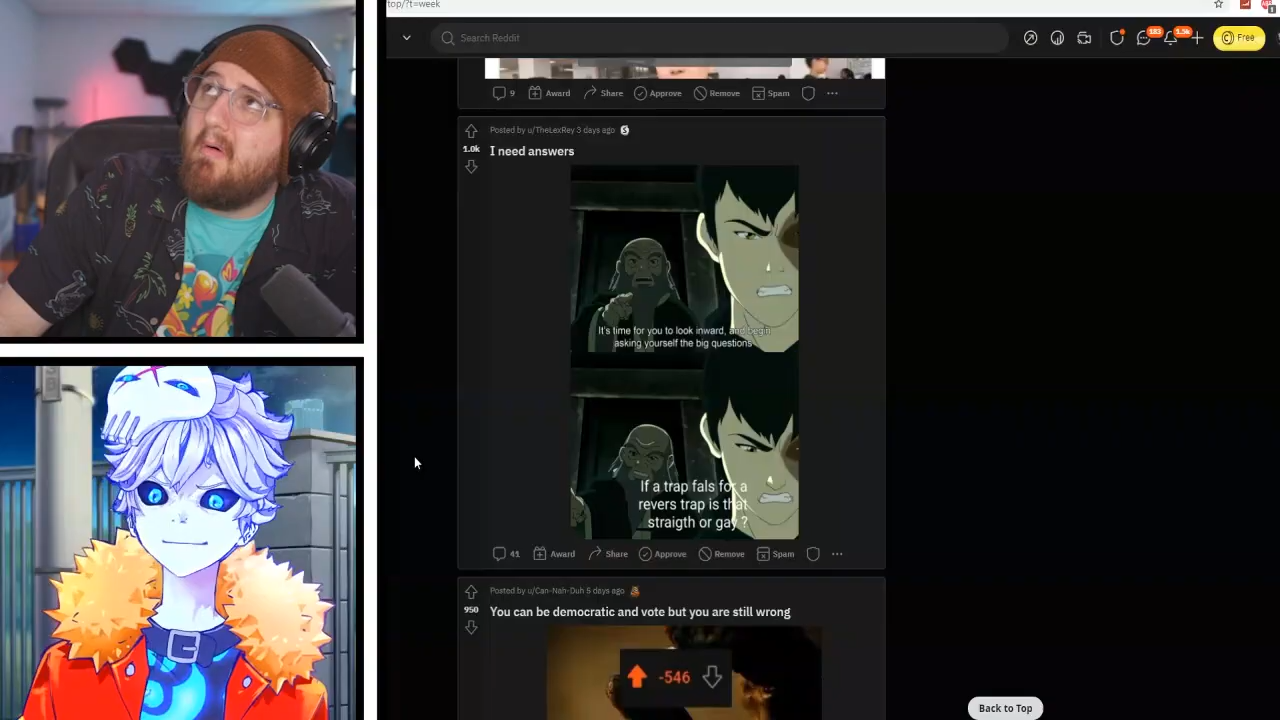 top/?t=week
Search Reddit
183
1.5k
Free
9 Award Share Approve Remove Spam
Posted by u/TheLexRey 3 days ago
1.0k
I need answers
It's time for you to look inward, and begin
asking yourself the big questions
If a trap fals for a
revers trap is that
straigth or gay ?
41 Award Share Approve Remove Spam
Posted by u/Can-Nah-Duh 5 days ago
950
You can be democratic and vote but you are still wrong
-546
Back to Top